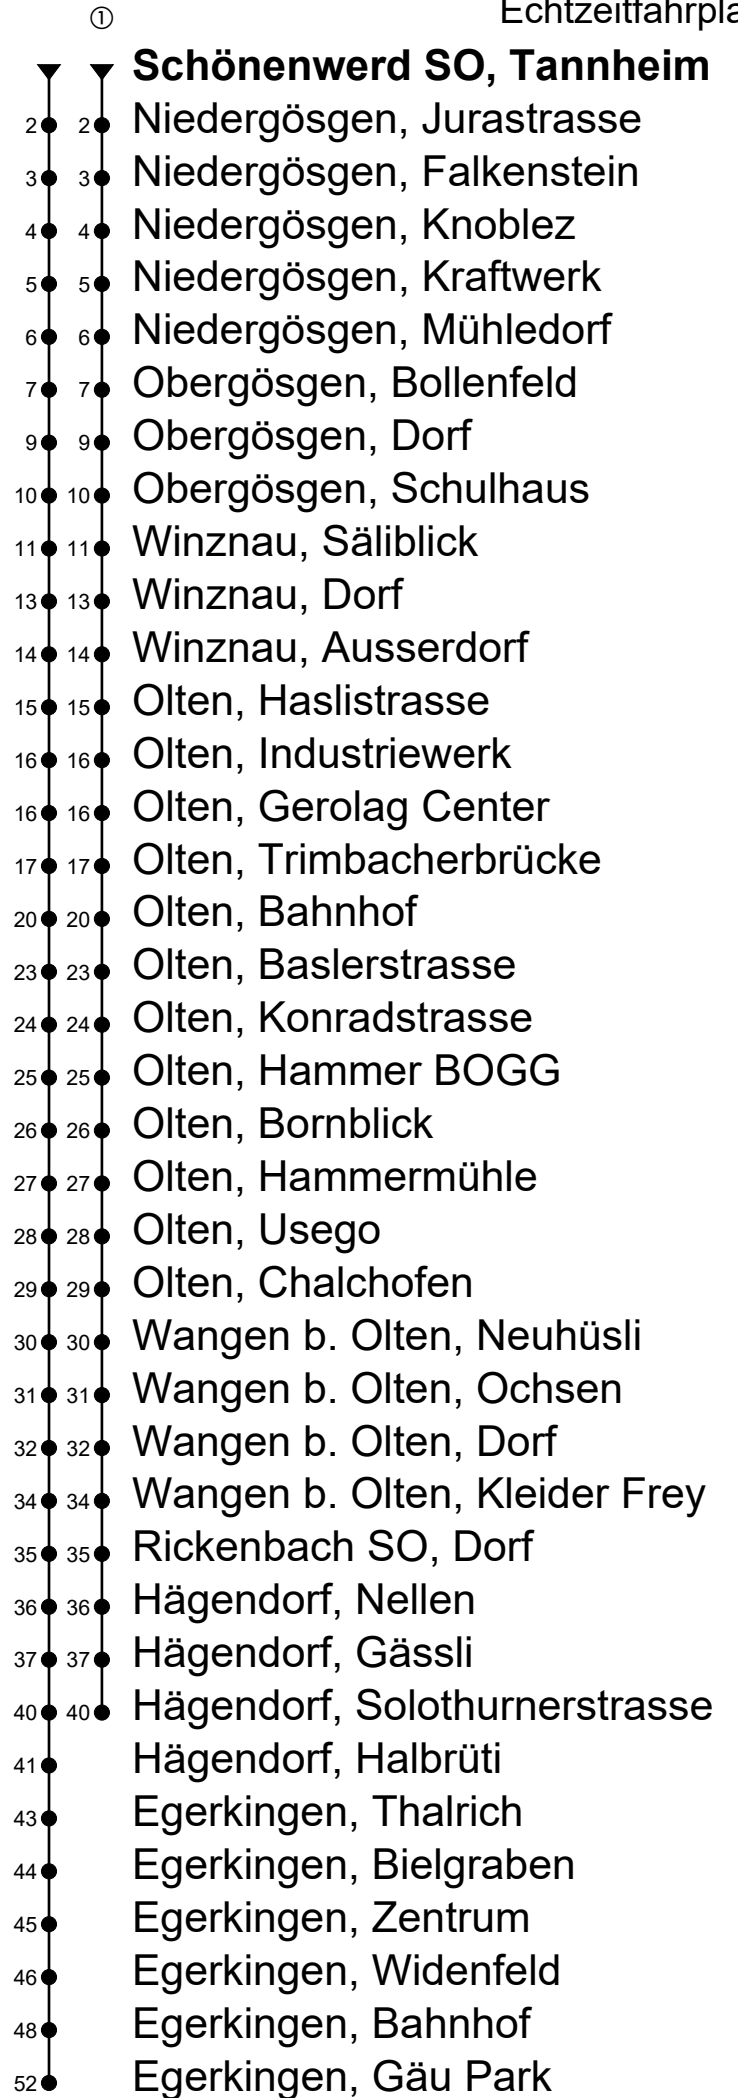 ① Echtzeitfahrpla
Schönenwerd SO, Tannheim
2 2 Niedergösgen, Jurastrasse
3 3 Niedergösgen, Falkenstein
4 4 Niedergösgen, Knoblez
5 5 Niedergösgen, Kraftwerk
6 6 Niedergösgen, Mühledorf
7 7 Obergösgen, Bollenfeld
9 9 Obergösgen, Dorf
10 10 Obergösgen, Schulhaus
11 11 Winznau, Säliblick
13 13 Winznau, Dorf
14 14 Winznau, Ausserdorf
15 15 Olten, Haslistrasse
16 16 Olten, Industriewerk
16 16 Olten, Gerolag Center
17 17 Olten, Trimbacherbrücke
20 20 Olten, Bahnhof
23 23 Olten, Baslerstrasse
24 24 Olten, Konradstrasse
25 25 Olten, Hammer BOGG
26 26 Olten, Bornblick
27 27 Olten, Hammermühle
28 28 Olten, Usego
29 29 Olten, Chalchofen
30 30 Wangen b. Olten, Neuhüsli
31 31 Wangen b. Olten, Ochsen
32 32 Wangen b. Olten, Dorf
34 34 Wangen b. Olten, Kleider Frey
35 35 Rickenbach SO, Dorf
36 36 Hägendorf, Nellen
37 37 Hägendorf, Gässli
40 40 Hägendorf, Solothurnerstrasse
41 Hägendorf, Halbrüti
43 Egerkingen, Thalrich
44 Egerkingen, Bielgraben
45 Egerkingen, Zentrum
46 Egerkingen, Widenfeld
48 Egerkingen, Bahnhof
52 Egerkingen, Gäu Park